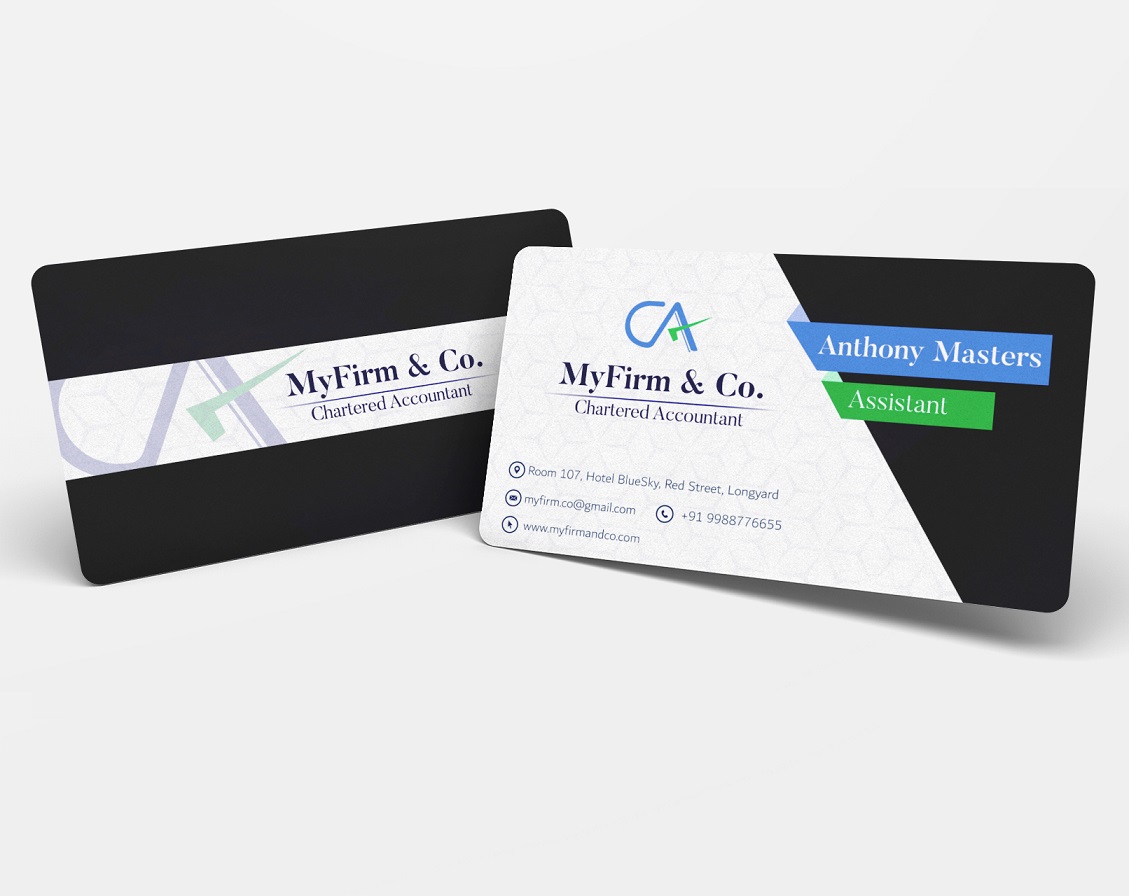 MyFirm & Co.
Chartered Accountant
CA
MyFirm & Co.
Chartered Accountant
Room 107, Hotel BlueSky, Red Street, Longyard
myfirm.co@gmail.com
+91 9988776655
www.myfirmandco.com
Anthony Masters
Assistant